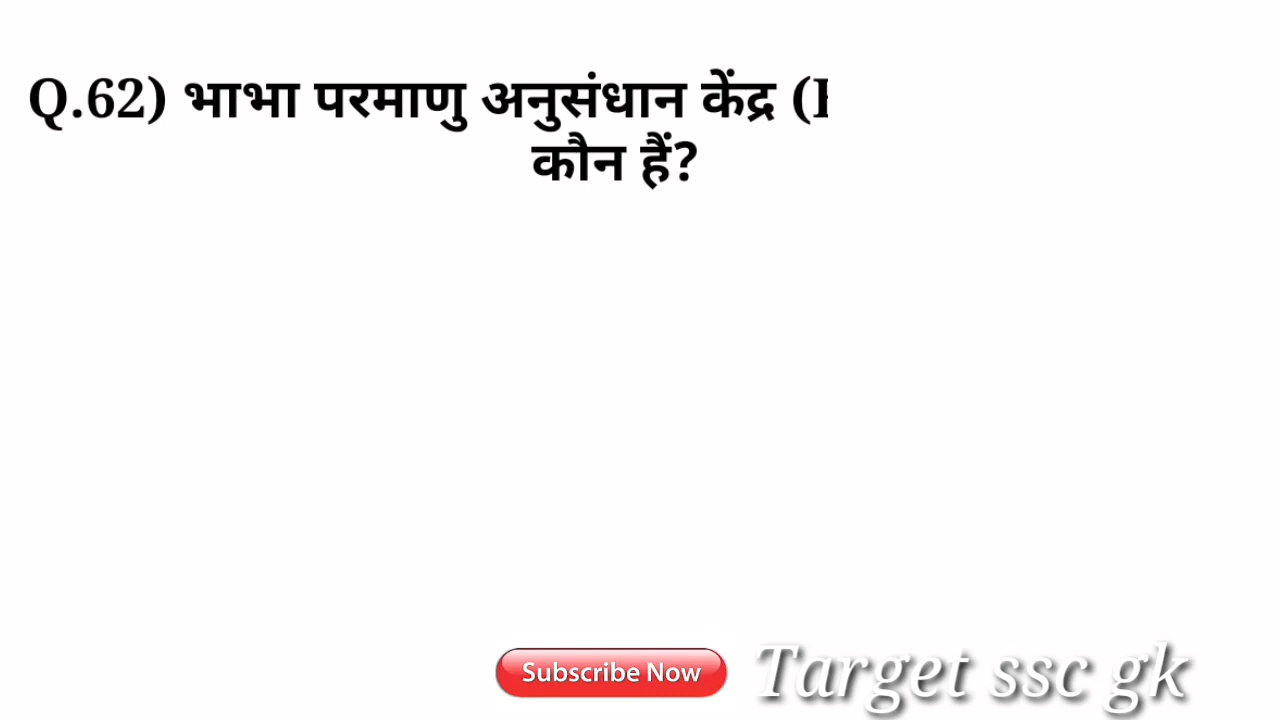 Q.62) भाभा परमाणु अनुसंधान केंद्र
कौन हैं?
Subscribe Now
Target ssc gk